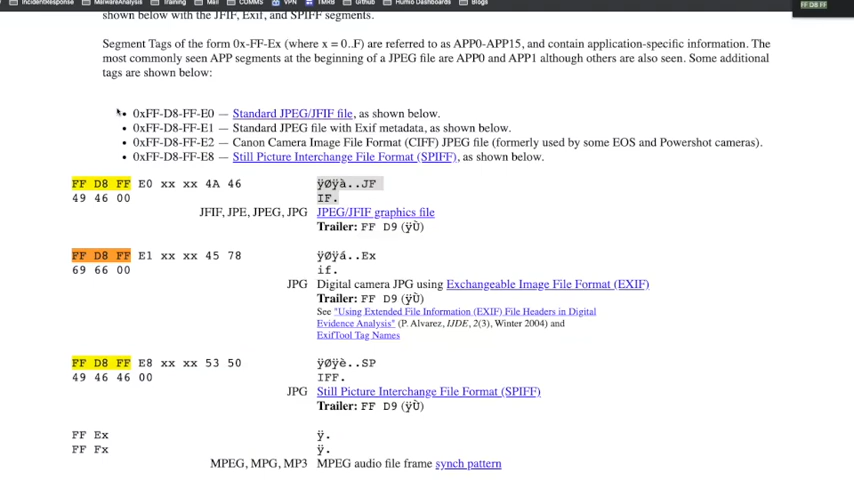 IncidentResponse MalwareAnalysis Training Mail COMMS VPN TMRB Github Humio Dashboards Blogs
FF D8 FF
shown below with the JFIF, Exif, and SPIFF segments.
Segment Tags of the form 0x-FF-Ex (where x = 0..F) are referred to as APP0-APP15, and contain application-specific information. The
most commonly seen APP segments at the beginning of a JPEG file are APP0 and APP1 although others are also seen. Some additional
tags are shown below:
• 0xFF-D8-FF-E0 — Standard JPEG/JFIF file, as shown below.
• 0xFF-D8-FF-E1 — Standard JPEG file with Exif metadata, as shown below.
• 0xFF-D8-FF-E2 — Canon Camera Image File Format (CIFF) JPEG file (formerly used by some EOS and Powershot cameras).
• 0xFF-D8-FF-E8 — Still Picture Interchange File Format (SPIFF), as shown below.
FF D8 FF E0 xx xx 4A 46 ÿØÿà..JF
49 46 00 IF.
JFIF, JPE, JPEG, JPG JPEG/JFIF graphics file
Trailer: FF D9 (ÿÙ)
FF D8 FF E1 xx xx 45 78 ÿØÿá..Ex
69 66 00 if.
JPG Digital camera JPG using Exchangeable Image File Format (EXIF)
Trailer: FF D9 (ÿÙ)
See "Using Extended File Information (EXIF) File Headers in Digital
Evidence Analysis" (P. Alvarez, IJDE, 2(3), Winter 2004) and
ExifTool Tag Names
FF D8 FF E8 xx xx 53 50 ÿØÿè..SP
49 46 46 00 IFF.
JPG Still Picture Interchange File Format (SPIFF)
Trailer: FF D9 (ÿÙ)
FF Ex ÿ.
FF Fx ÿ.
MPEG, MPG, MP3 MPEG audio file frame synch pattern